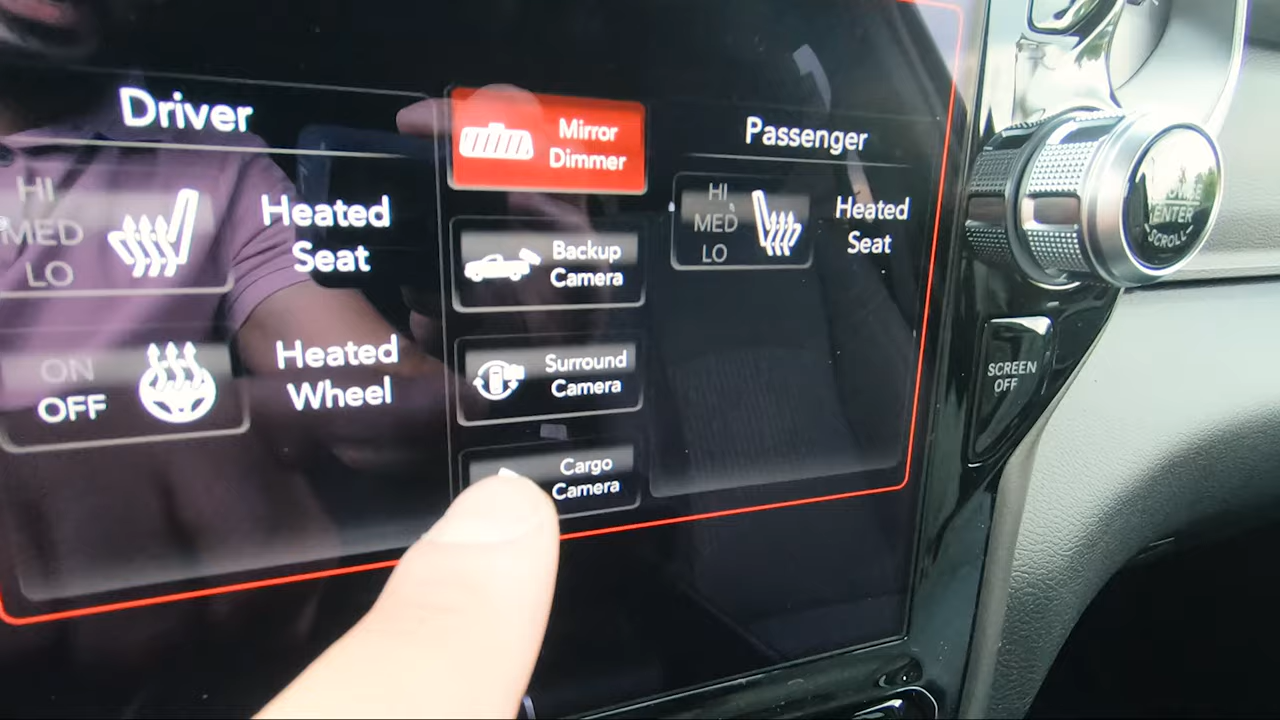 Driver
HI
MED
LO
Heated
Seat
ON
OFF
Heated
Wheel
Mirror
Dimmer
Backup
Camera
Surround
Camera
Cargo
Camera
Passenger
HI
MED
LO
Heated
Seat
ENTER
SCROLL
SCREEN
OFF